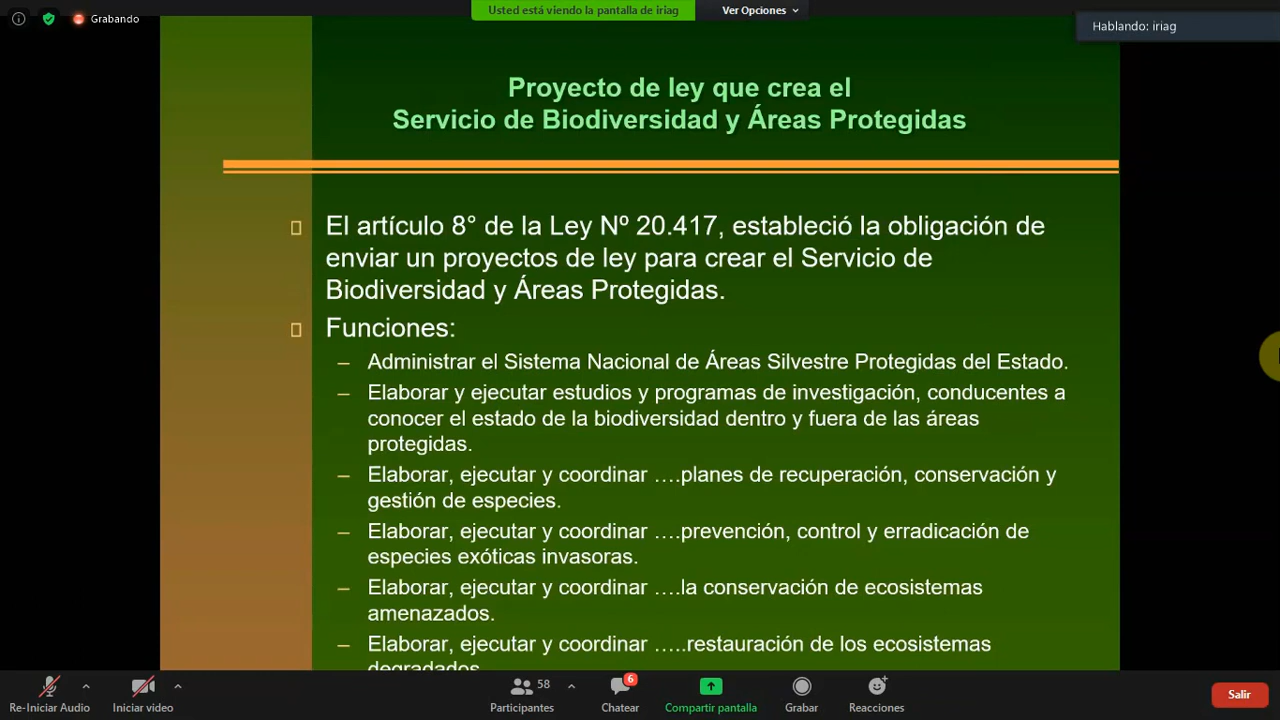 Grabando
Usted está viendo la pantalla de iriag
Ver Opciones
Hablando: iriag
Proyecto de ley que crea el
Servicio de Biodiversidad y Áreas Protegidas
El artículo 8° de la Ley Nº 20.417, estableció la obligación de
enviar un proyectos de ley para crear el Servicio de
Biodiversidad y Áreas Protegidas.
Funciones:
– Administrar el Sistema Nacional de Áreas Silvestre Protegidas del Estado.
– Elaborar y ejecutar estudios y programas de investigación, conducentes a
conocer el estado de la biodiversidad dentro y fuera de las áreas
protegidas.
– Elaborar, ejecutar y coordinar ….planes de recuperación, conservación y
gestión de especies.
– Elaborar, ejecutar y coordinar ….prevención, control y erradicación de
especies exóticas invasoras.
– Elaborar, ejecutar y coordinar ….la conservación de ecosistemas
amenazados.
– Elaborar, ejecutar y coordinar …..restauración de los ecosistemas
degradados
58
6
Re-Iniciar Audio
Iniciar video
Participantes
Chatear
Compartir pantalla
Grabar
Reacciones
Salir